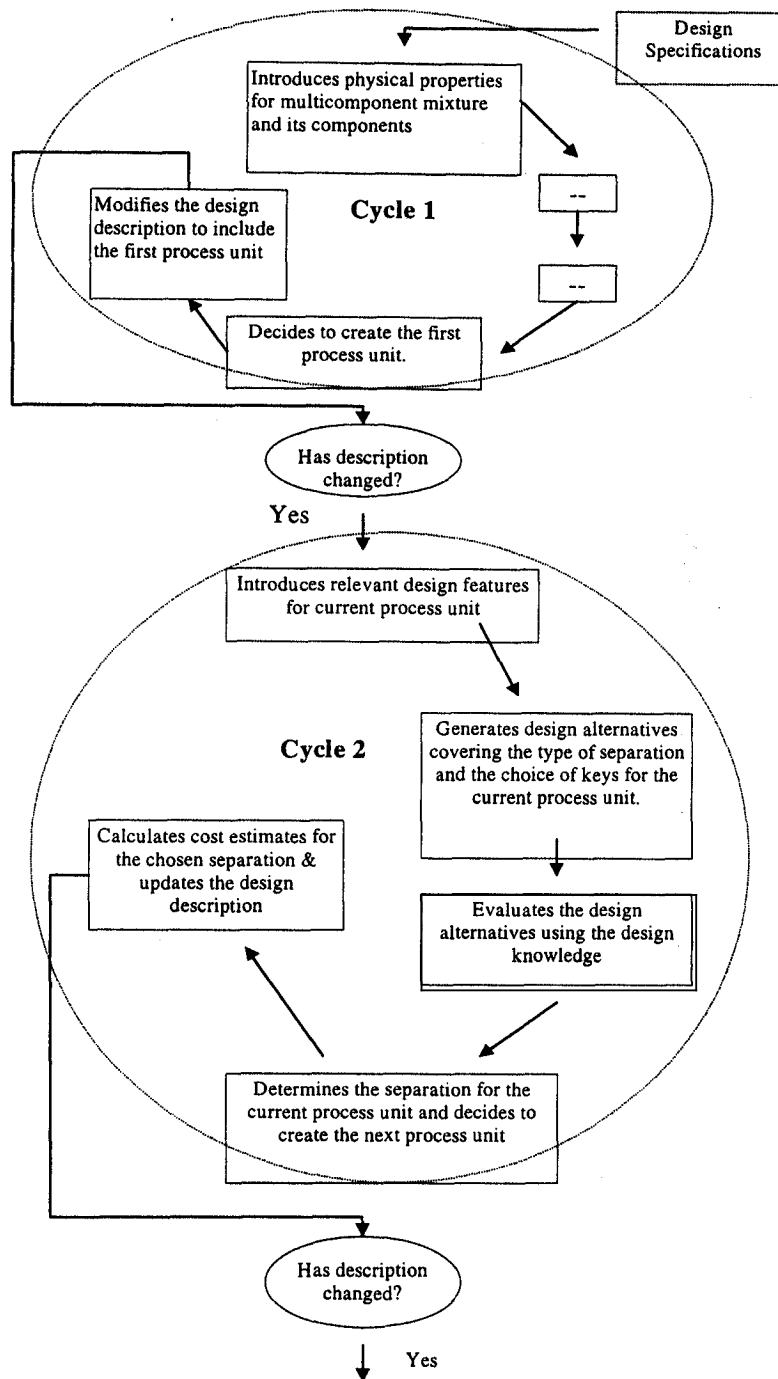 Design
Specifications
Introduces physical properties
for multicomponent mixture
and its components
--
--
Cycle 1
Modifies the design
description to include
the first process unit
Decides to create the first
process unit.
Has description
changed?
Yes
Introduces relevant design features
for current process unit
Cycle 2
Generates design alternatives
covering the type of separation
and the choice of keys for the
current process unit.
Calculates cost estimates for
the chosen separation &
updates the design
description
Evaluates the design
alternatives using the design
knowledge
Determines the separation for the
current process unit and decides to
create the next process unit
Has description
changed?
Yes